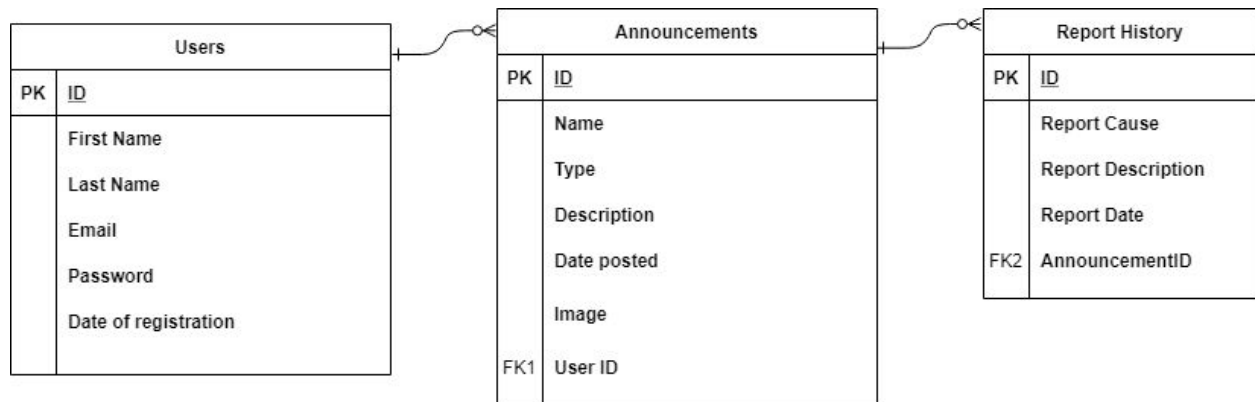 Users
PK ID
First Name
Last Name
Email
Password
Date of registration
Announcements
PK ID
Name
Type
Description
Date posted
Image
FK1 User ID
Report History
PK ID
Report Cause
Report Description
Report Date
FK2 AnnouncementID